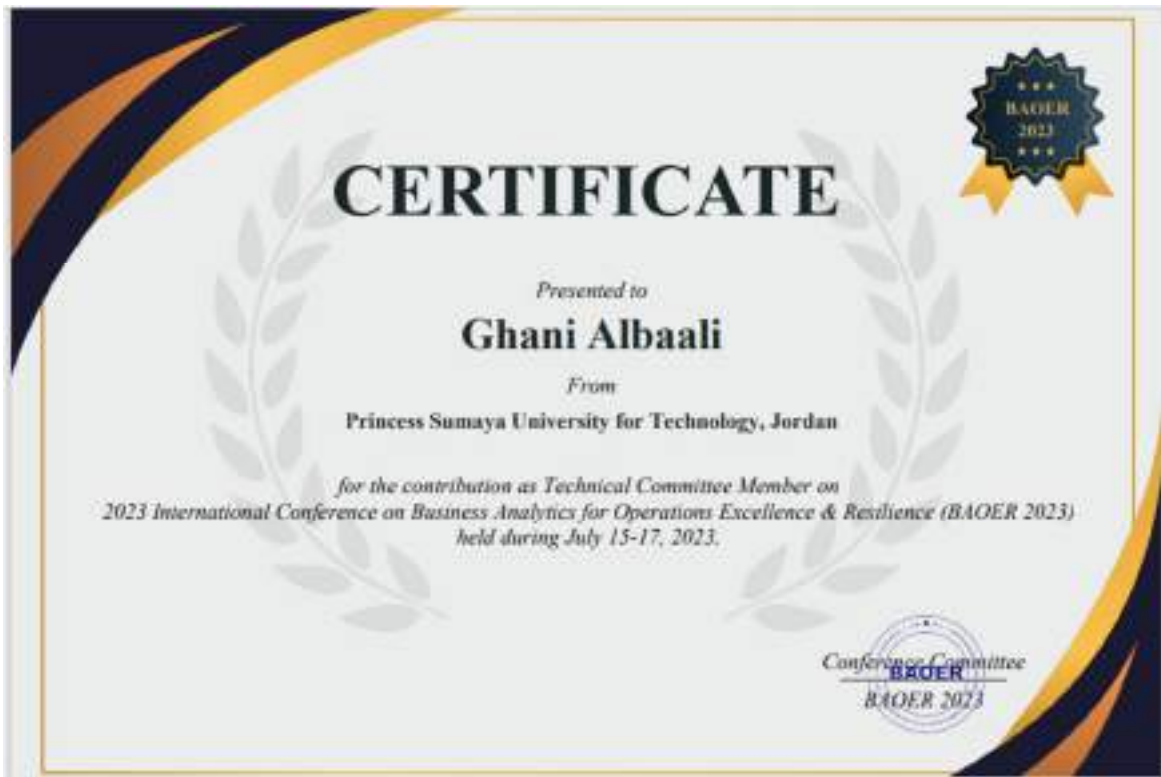 BAOER
2023
CERTIFICATE
Presented to
Ghani Albaali
From
Princess Sumaya University for Technology, Jordan
for the contribution as Technical Committee Member on
2023 International Conference on Business Analytics for Operations Excellence & Resilience (BAOER 2023)
held during July 15-17, 2023.
Conference Committee
BAOER
BAOER 2023